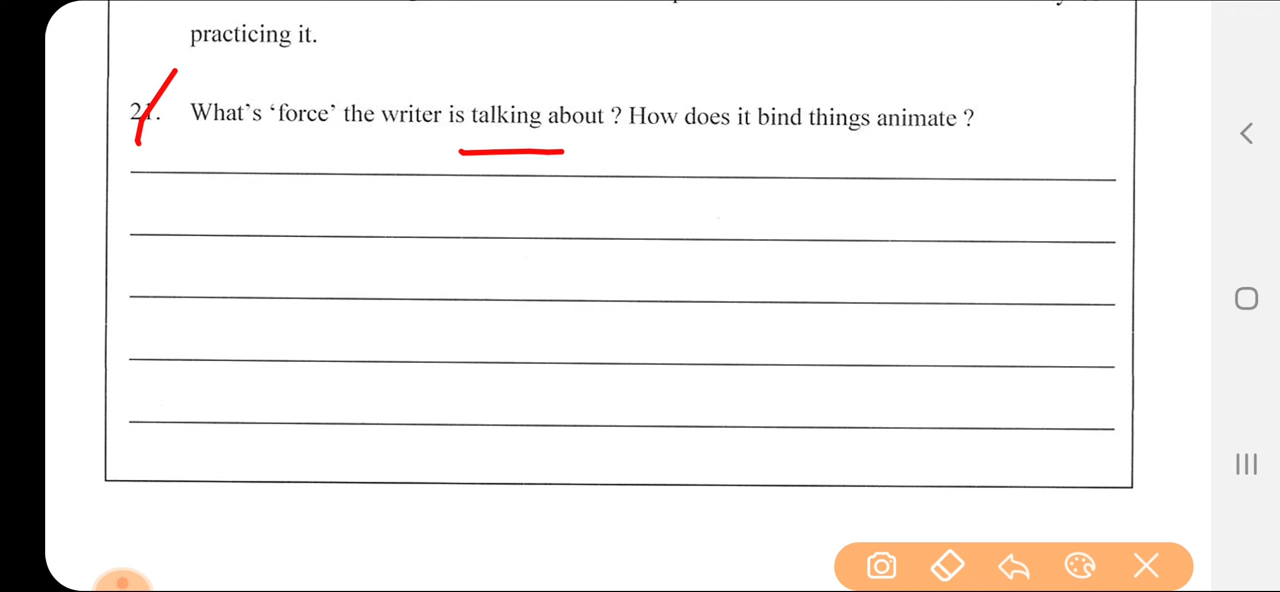 practicing it.
21. What's 'force' the writer is talking about ? How does it bind things animate ?